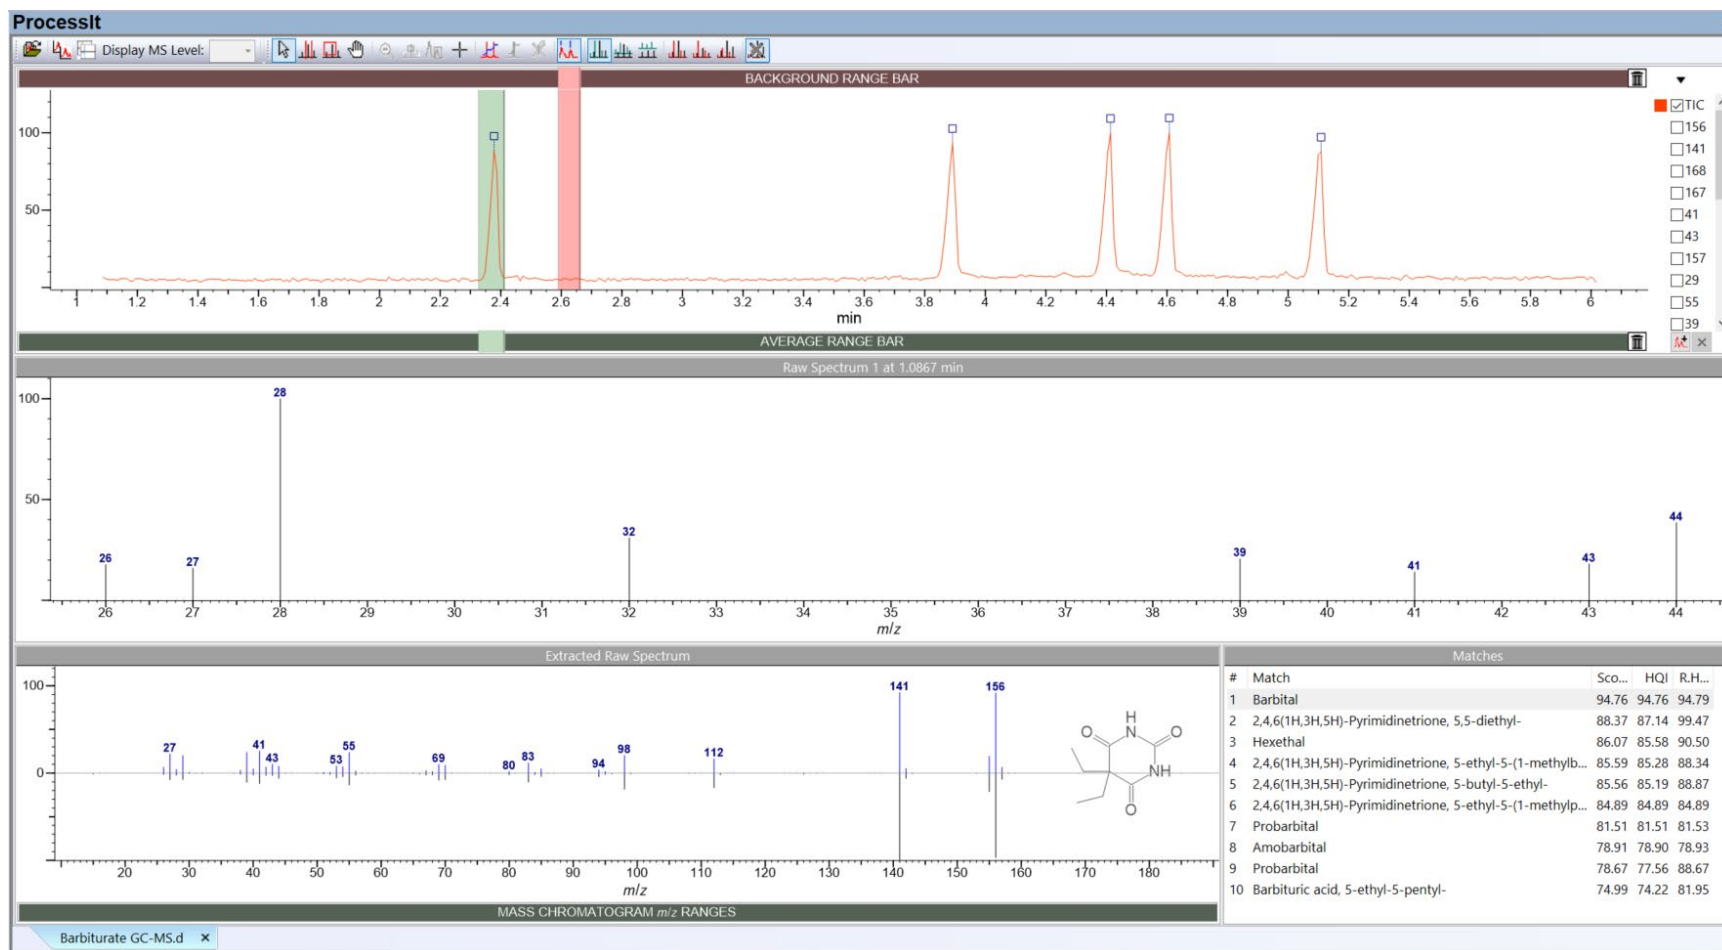 ProcessIt
Display MS Level:
BACKGROUND RANGE BAR
100
50
1 1.2 1.4 1.6 1.8 2 2.2 2.4 2.6 2.8 3 3.2 3.4 3.6 3.8 4 4.2 4.4 4.6 4.8 5 5.2 5.4 5.6 5.8 6
min
TIC
156
141
168
167
41
43
157
29
55
39
AVERAGE RANGE BAR
Raw Spectrum 1 at 1.0867 min
100
50
26 27 28 32 39 41 43 44
26 27 28 29 30 31 32 33 34 35 36 37 38 39 40 41 42 43 44
m/z
Extracted Raw Spectrum
100
0
27 41 43 53 55 69 80 83 94 98 112 141 156
H
N
O O
NH
O
20 30 40 50 60 70 80 90 100 110 120 130 140 150 160 170 180
m/z
MASS CHROMATOGRAM m/z RANGES
Matches
# Match Sco... HQI R.H...
1 Barbital 94.76 94.76 94.79
2 2,4,6(1H,3H,5H)-Pyrimidinetrione, 5,5-diethyl- 88.37 87.14 99.47
3 Hexethal 86.07 85.58 90.50
4 2,4,6(1H,3H,5H)-Pyrimidinetrione, 5-ethyl-5-(1-methylb... 85.59 85.28 88.34
5 2,4,6(1H,3H,5H)-Pyrimidinetrione, 5-butyl-5-ethyl- 85.56 85.19 88.87
6 2,4,6(1H,3H,5H)-Pyrimidinetrione, 5-ethyl-5-(1-methylp... 84.89 84.89 84.89
7 Probarbital 81.51 81.51 81.53
8 Amobarbital 78.91 78.90 78.93
9 Probarbital 78.67 77.56 88.67
10 Barbituric acid, 5-ethyl-5-pentyl- 74.99 74.22 81.95
Barbiturate GC-MS.d